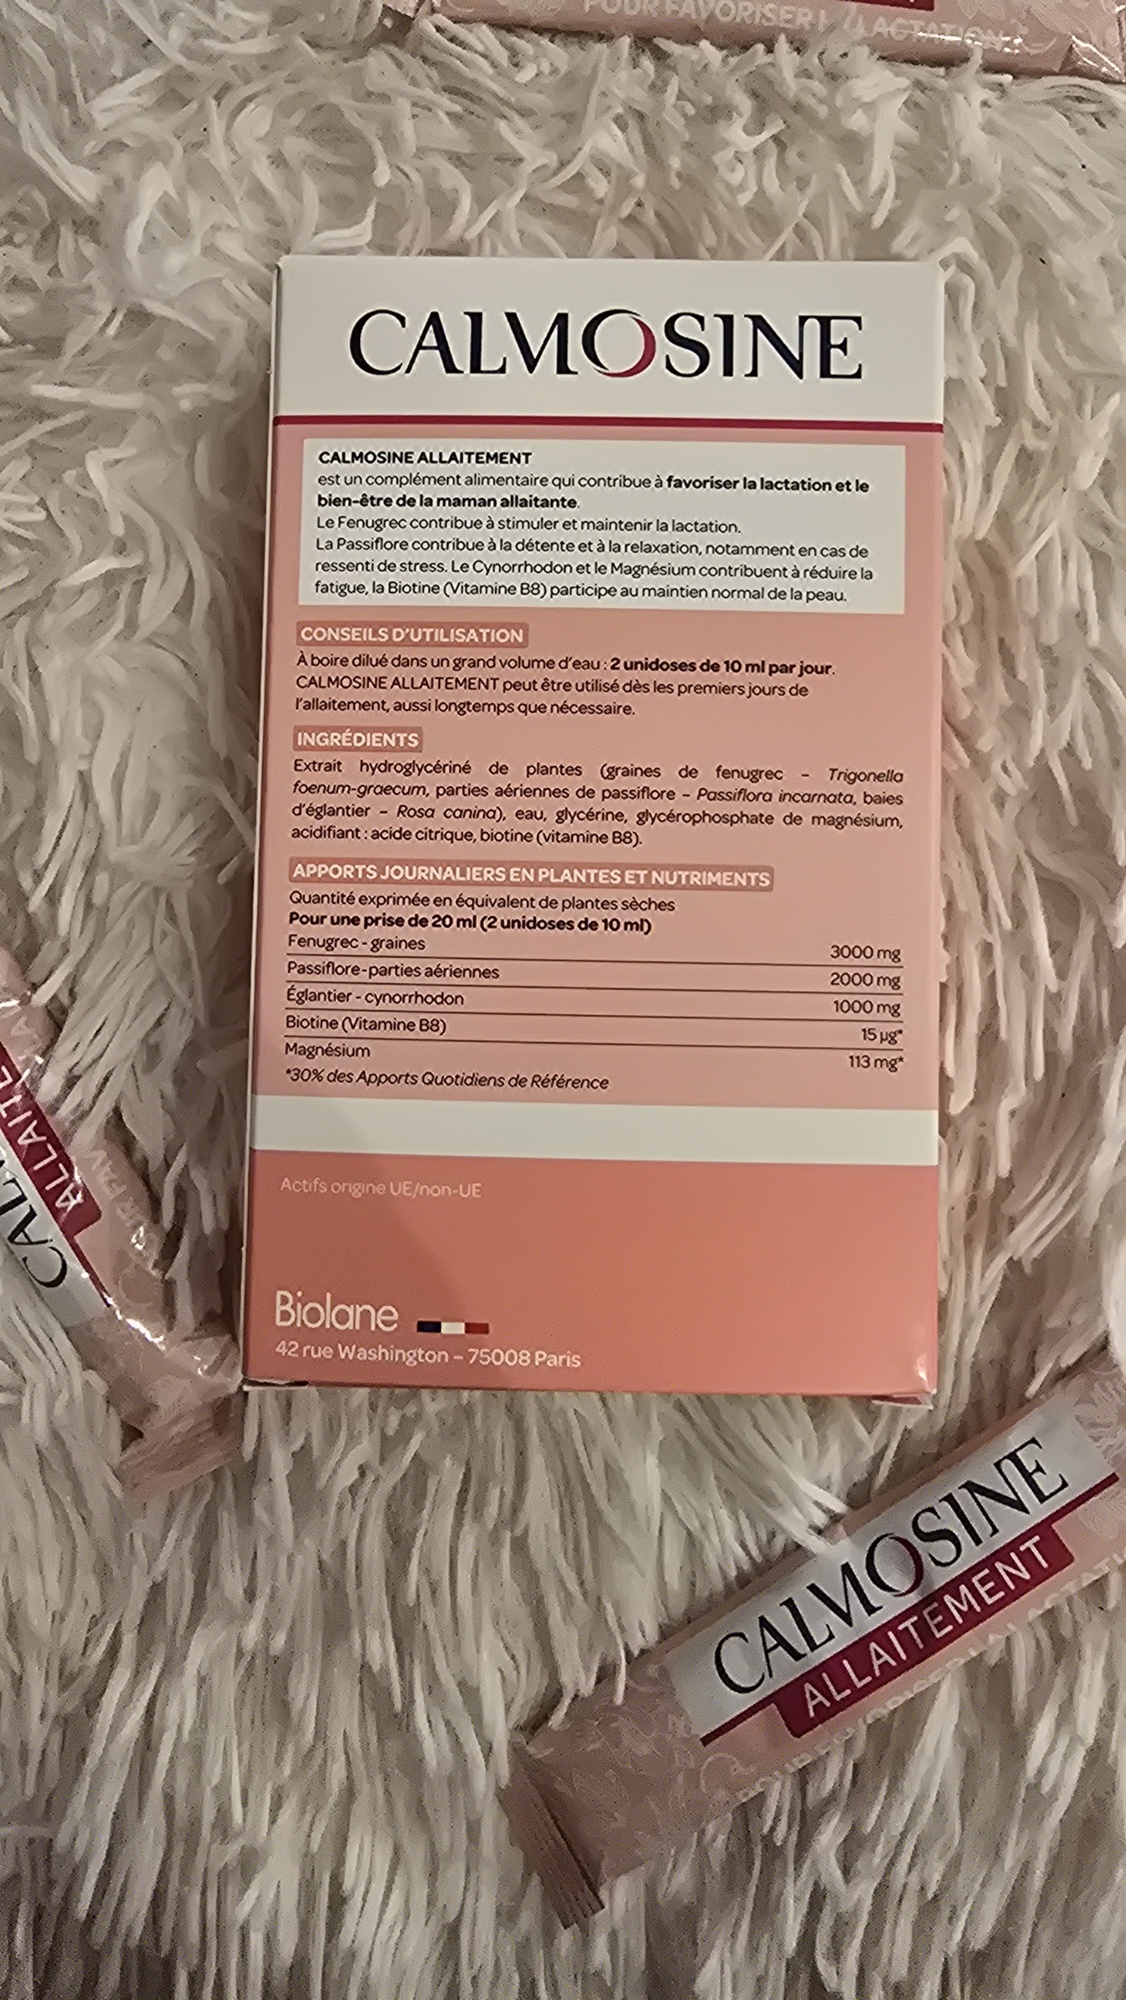 POUR FAVORISER LA LACTATION
CALMOSINE
CALMOSINE ALLAITEMENT
est un complément alimentaire qui contribue à favoriser la lactation et le
bien-être de la maman allaitante.
Le Fenugrec contribue à stimuler et maintenir la lactation.
La Passiflore contribue à la détente et à la relaxation, notamment en cas de
ressenti de stress. Le Cynorrhodon et le Magnésium contribuent à réduire la
fatigue, la Biotine (Vitamine B8) participe au maintien normal de la peau.
CONSEILS D'UTILISATION
À boire dilué dans un grand volume d'eau : 2 unidoses de 10 ml par jour.
CALMOSINE ALLAITEMENT peut être utilisé dès les premiers jours de
l'allaitement, aussi longtemps que nécessaire.
INGRÉDIENTS
Extrait hydroglycériné de plantes (graines de fenugrec – Trigonella
foenum-graecum, parties aériennes de passiflore – Passiflora incarnata, baies
d'églantier – Rosa canina), eau, glycérine, glycérophosphate de magnésium,
acidifiant : acide citrique, biotine (vitamine B8).
APPORTS JOURNALIERS EN PLANTES ET NUTRIMENTS
Quantité exprimée en équivalent de plantes sèches
Pour une prise de 20 ml (2 unidoses de 10 ml)
Fenugrec - graines 3000 mg
Passiflore-parties aériennes 2000 mg
Églantier - cynorrhodon 1000 mg
Biotine (Vitamine B8) 15 µg*
Magnésium 113 mg*
*30% des Apports Quotidiens de Référence
Actifs origine UE/non-UE
Biolane
42 rue Washington – 75008 Paris
CAL
ALLAITE
CALMOSINE
ALLAITEMENT